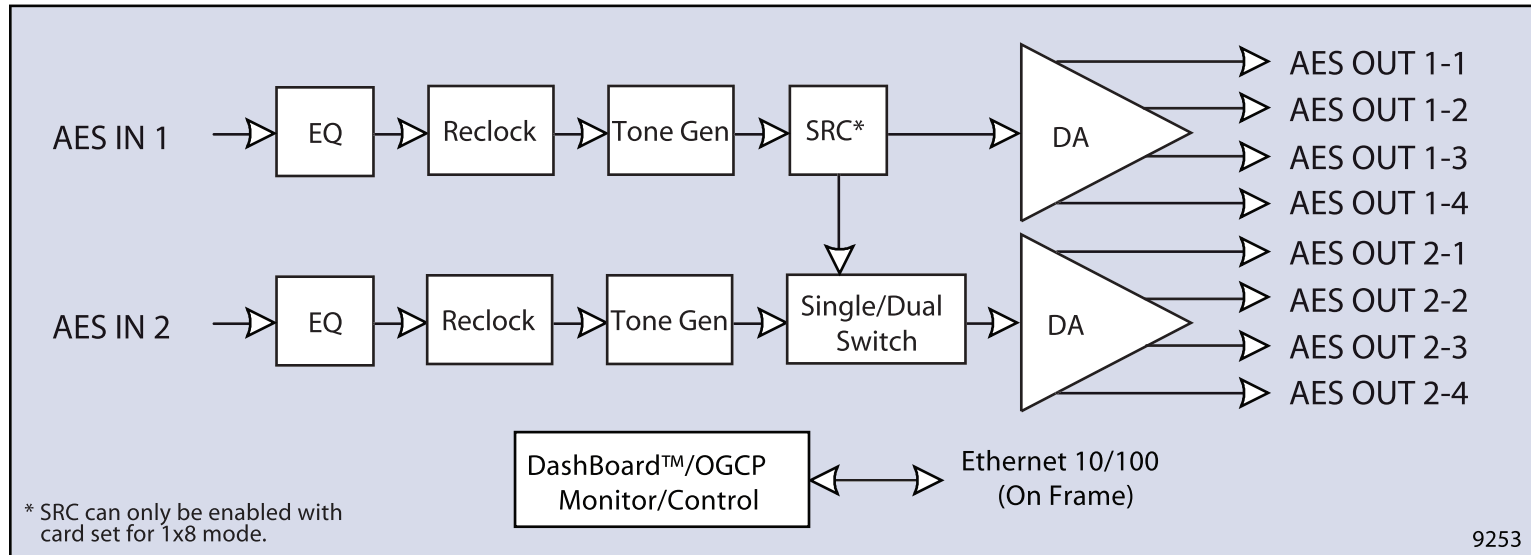 AES IN 1
EQ
Reclock
Tone Gen
SRC*
DA
AES OUT 1-1
AES OUT 1-2
AES OUT 1-3
AES OUT 1-4
AES IN 2
EQ
Reclock
Tone Gen
Single/Dual
Switch
DA
AES OUT 2-1
AES OUT 2-2
AES OUT 2-3
AES OUT 2-4
DashBoard™/OGCP
Monitor/Control
Ethernet 10/100
(On Frame)
* SRC can only be enabled with
card set for 1x8 mode.
9253